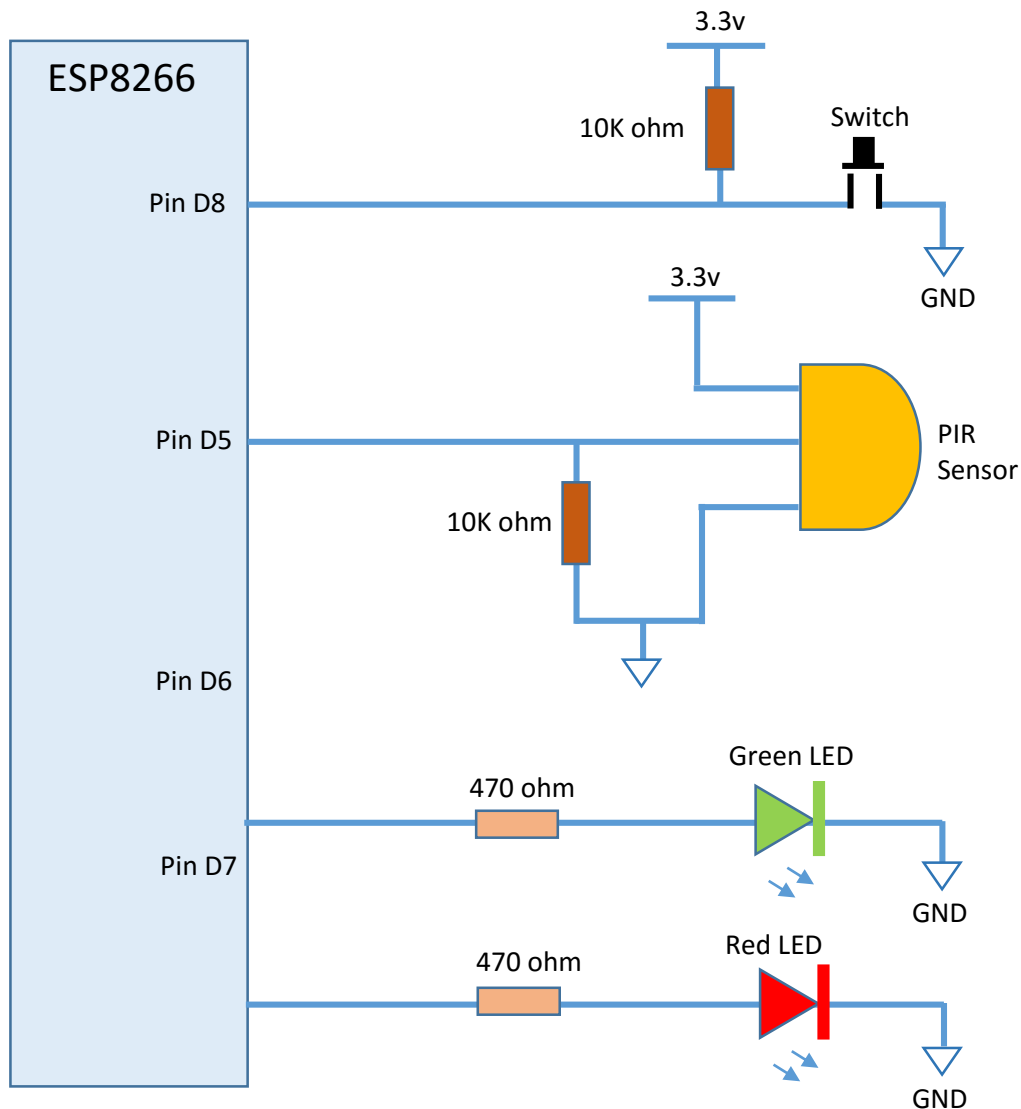 ESP8266
3.3v
10K ohm
Switch
Pin D8
GND
3.3v
Pin D5
PIR
Sensor
10K ohm
Pin D6
Green LED
470 ohm
Pin D7
GND
Red LED
470 ohm
GND